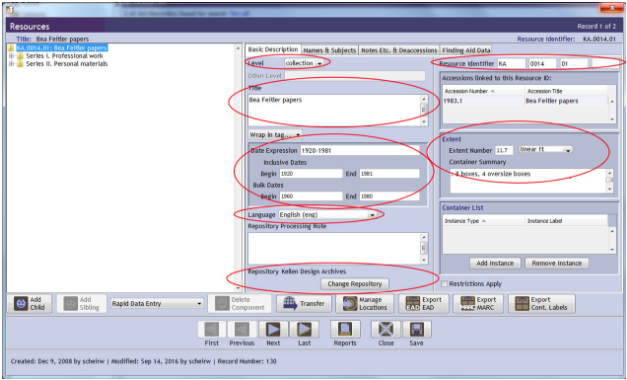 Resources
Record 1 of 2
Title: Bea Feitler papers
Resource Identifier: KA.0014.01
KA.0014.01: Bea Feitler papers
Series I. Professional work
Series II. Personal materials
Basic Description Names & Subjects Notes Etc. & Deaccessions Finding Aid Data
Level collection
Other Level
Title
Bea Feitler papers
Wrap in tag...
Date Expression 1920-1981
Inclusive Dates
Begin 1920 End 1981
Bulk Dates
Begin 1960 End 1980
Language English (eng)
Repository Processing Note
Repository Kellen Design Archives
Change Repository
Resource Identifier KA 0014 01
Accessions linked to this Resource ID:
Accession Number Accession Title
1983.1 Bea Feitler papers
Extent
Extent Number 11.7 linear ft
Container Summary
8 boxes, 4 oversize boxes
Container List
Instance Type Instance Label
Add Instance Remove Instance
Restrictions Apply
Add Child
Add Sibling
Rapid Data Entry
Delete Component
Transfer
Manage Locations
EAD Export EAD
Export MARC
Export Cont. Labels
First Previous Next Last Reports Close Save
Created: Dec 9, 2008 by scheirw | Modified: Sep 14, 2016 by scheirw | Record Number: 130